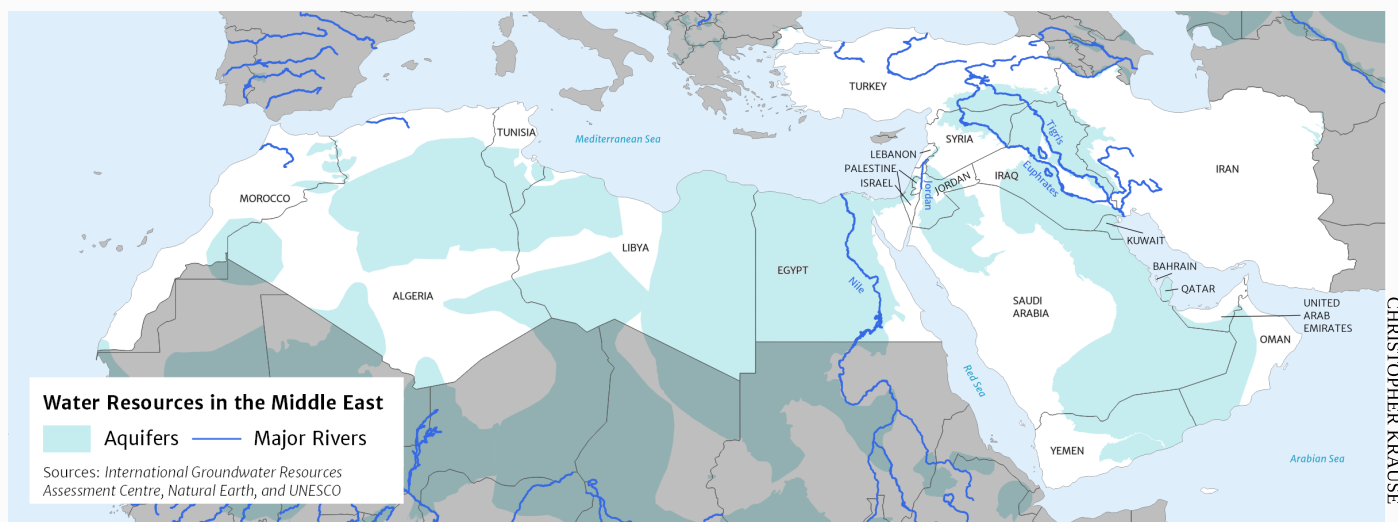 TURKEY
TUNISIA
Mediterranean Sea
SYRIA
Tigris
LEBANON
PALESTINE
ISRAEL
Jordan
JORDAN
IRAQ
Euphrates
IRAN
MOROCCO
KUWAIT
LIBYA
EGYPT
Nile
BAHRAIN
QATAR
ALGERIA
SAUDI
ARABIA
UNITED
ARAB
EMIRATES
OMAN
Red Sea
YEMEN
Arabian Sea
Water Resources in the Middle East
Aquifers
Major Rivers
Sources: International Groundwater Resources
Assessment Centre, Natural Earth, and UNESCO
CHRISTOPHER KRAUSE